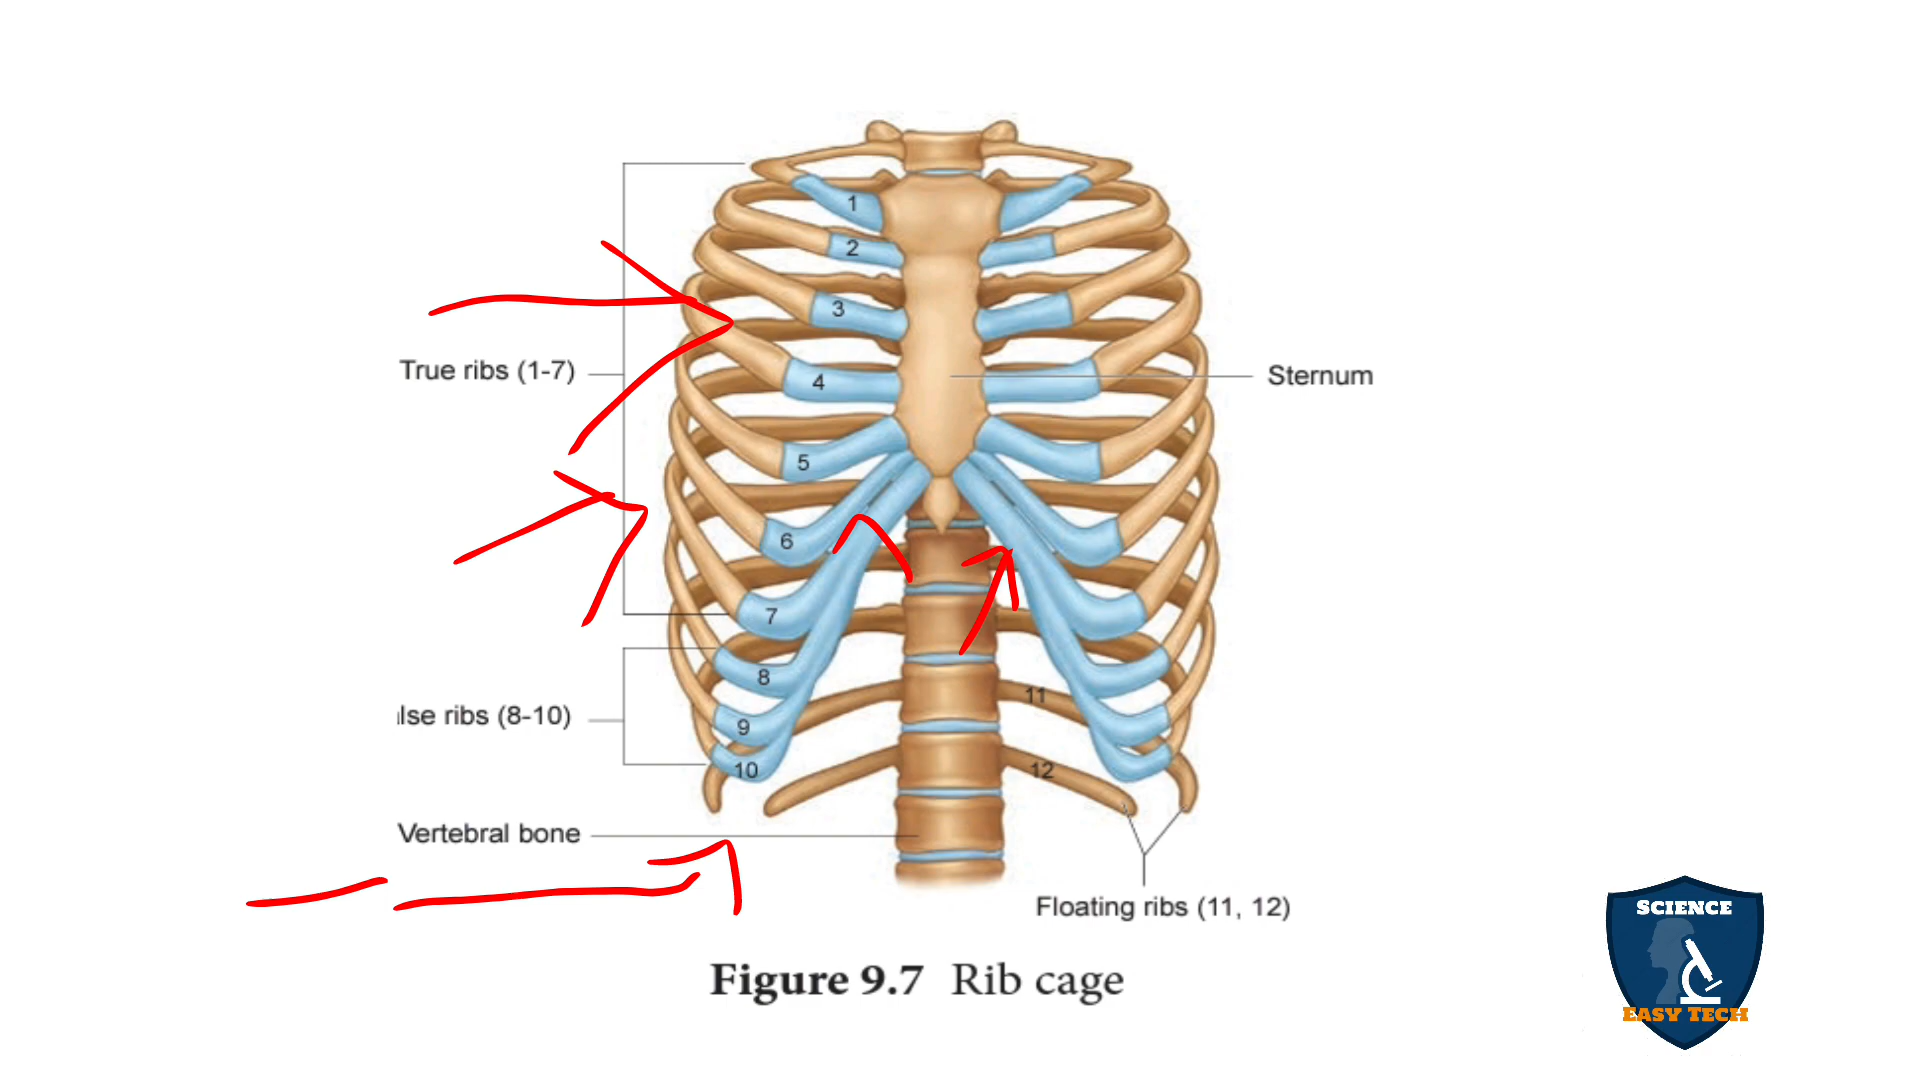 1
2
3
True ribs (1-7)
4
Sternum
5
6
7
8
11
lse ribs (8-10)
9
10
12
Vertebral bone
Floating ribs (11, 12)
Figure 9.7 Rib cage
SCIENCE
EASY TECH